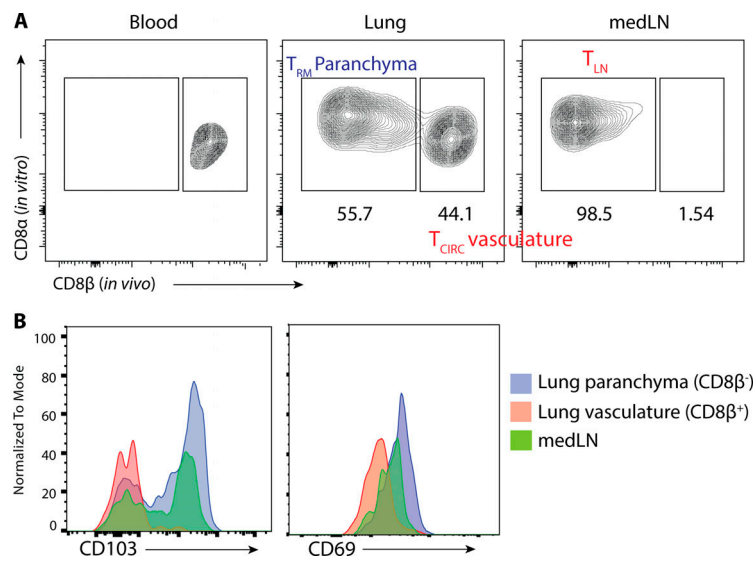 A
Blood
Lung
medLN
TRM Paranchyma
TLN
CD8α (in vitro)
55.7
44.1
98.5
1.54
TCIRC vasculature
CD8β (in vivo)
B
100
80
60
40
20
0
Normalized To Mode
CD103
CD69
Lung paranchyma (CD8β-)
Lung vasculature (CD8β+)
medLN